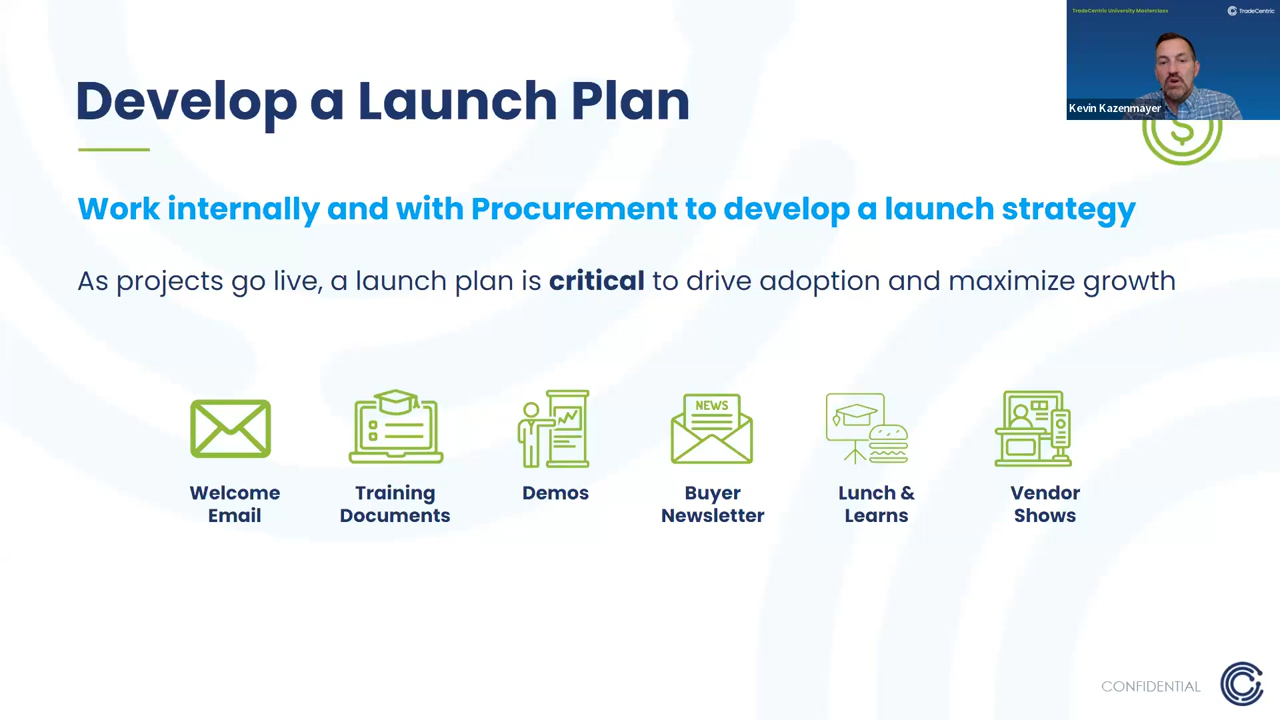 TradeCentric University Masterclass
TradeCentric
Kevin Kazenmayer
Develop a Launch Plan
Work internally and with Procurement to develop a launch strategy
As projects go live, a launch plan is critical to drive adoption and maximize growth
NEWS
Welcome
Email
Training
Documents
Demos
Buyer
Newsletter
Lunch &
Learns
Vendor
Shows
CONFIDENTIAL